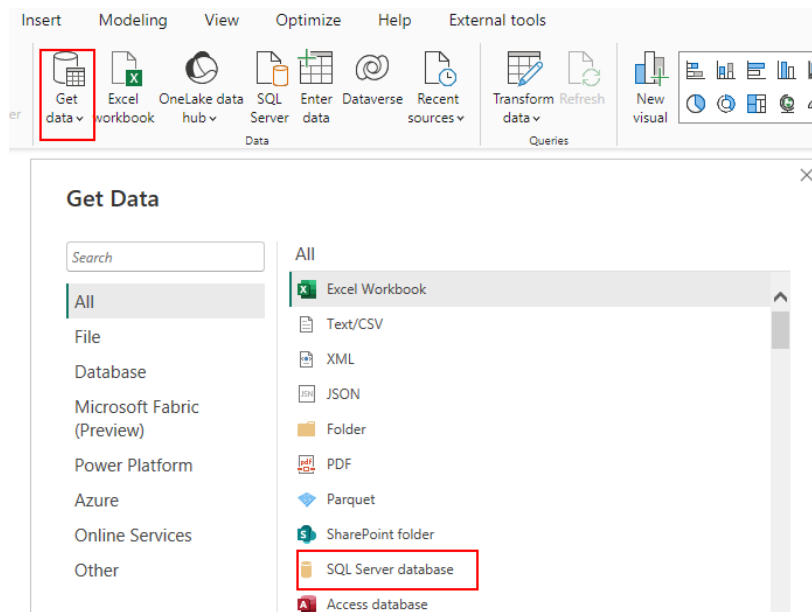 Insert Modeling View Optimize Help External tools
Get Excel OneLake data SQL Enter Dataverse Recent Transform Refresh New
data workbook hub Server data sources data visual
Data Queries
Get Data
Search
All
File
Database
Microsoft Fabric
(Preview)
Power Platform
Azure
Online Services
Other
All
Excel Workbook
Text/CSV
XML
JSON
Folder
PDF
Parquet
SharePoint folder
SQL Server database
Access database